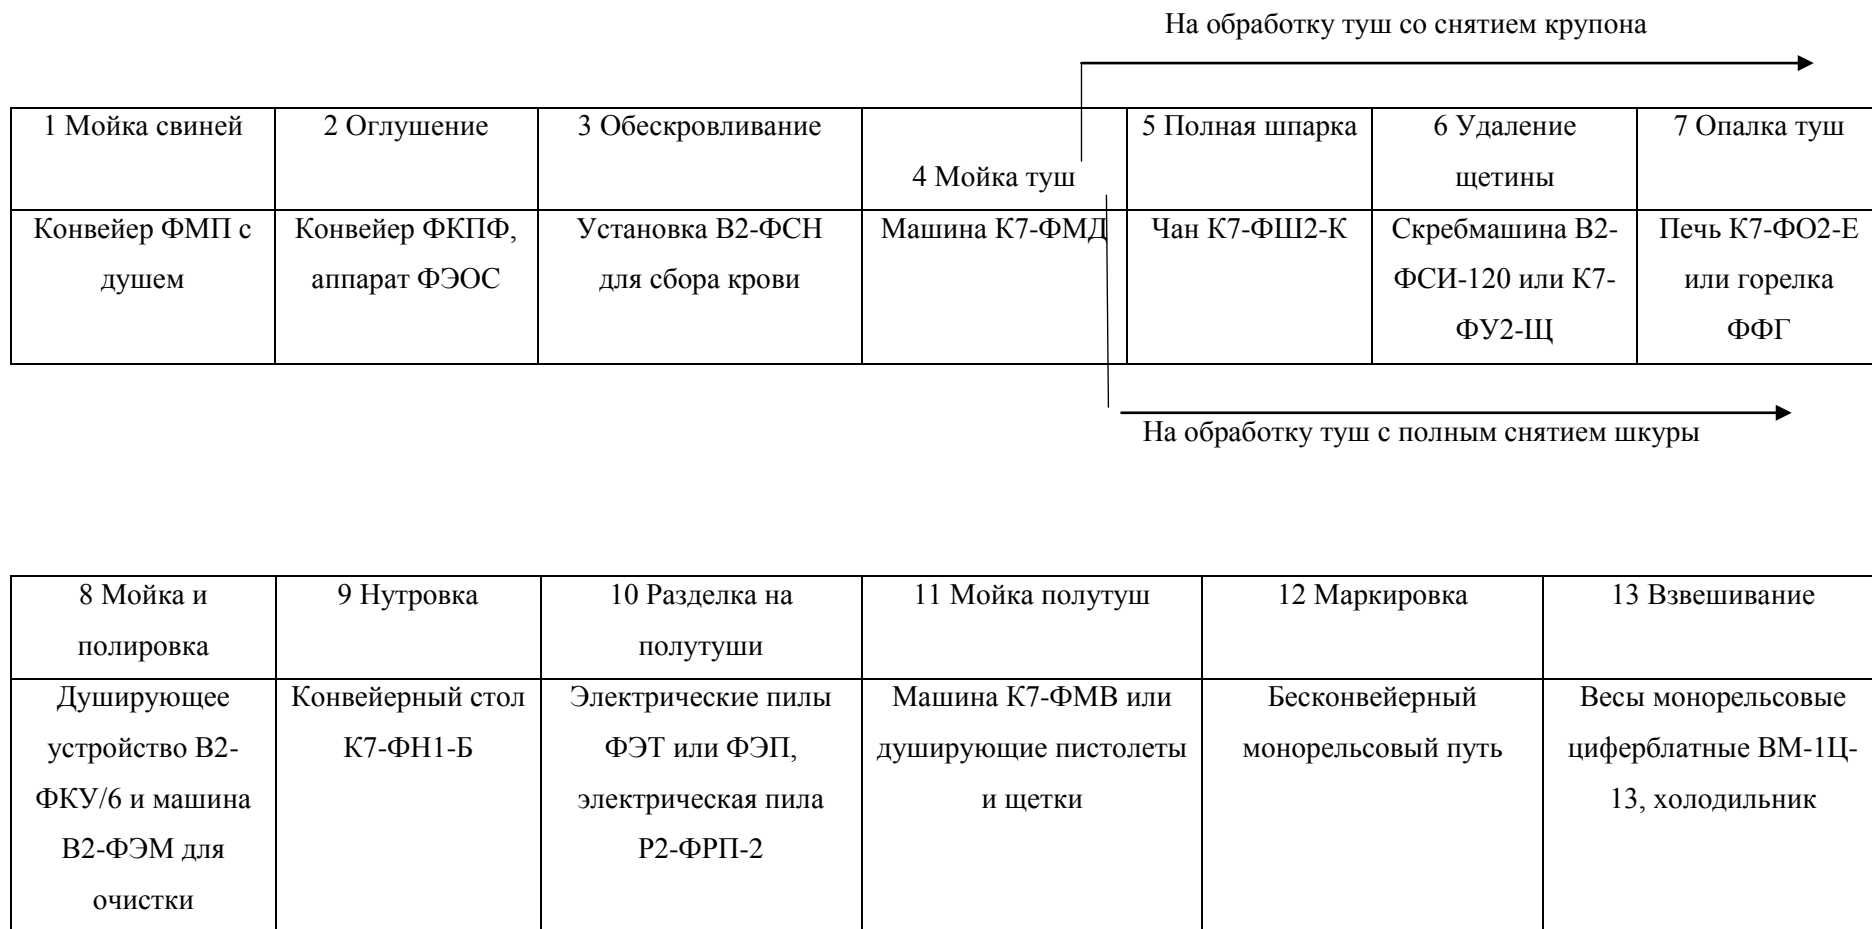 На обработку туш со снятием крупона
1 Мойка свиней
2 Оглушение
3 Обескровливание
4 Мойка туш
5 Полная шпарка
6 Удаление
щетины
7 Опалка туш
Конвейер ФМП с
душем
Конвейер ФКПФ,
аппарат ФЭОС
Установка В2-ФСН
для сбора крови
Машина К7-ФМД
Чан К7-ФШ2-К
Скребмашина В2-
ФСИ-120 или К7-
ФУ2-Щ
Печь К7-ФО2-Е
или горелка
ФФГ
На обработку туш с полным снятием шкуры
8 Мойка и
полировка
9 Нутровка
10 Разделка на
полутуши
11 Мойка полутуш
12 Маркировка
13 Взвешивание
Душирующее
устройство В2-
ФКУ/6 и машина
В2-ФЭМ для
очистки
Конвейерный стол
К7-ФН1-Б
Электрические пилы
ФЭТ или ФЭП,
электрическая пила
Р2-ФРП-2
Машина К7-ФМВ или
душирующие пистолеты
и щетки
Бесконвейерный
монорельсовый путь
Весы монорельсовые
циферблатные ВМ-1Ц-
13, холодильник